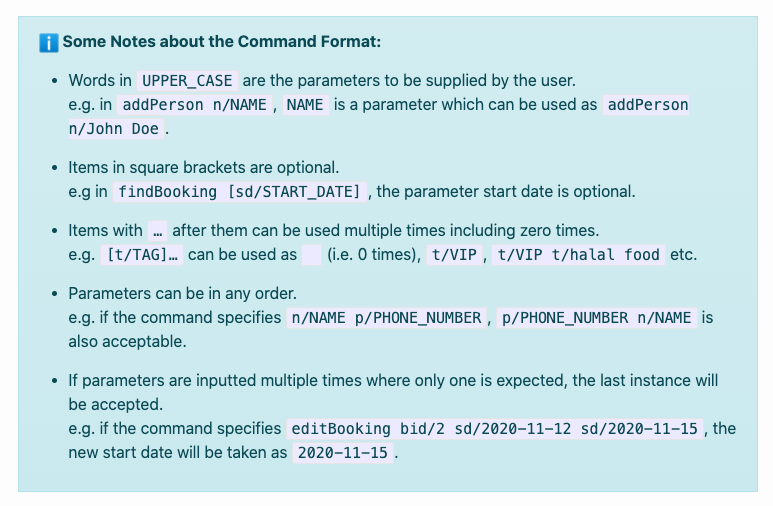 ℹ️ Some Notes about the Command Format:
• Words in UPPER_CASE are the parameters to be supplied by the user.
e.g. in addPerson n/NAME , NAME is a parameter which can be used as addPerson
n/John Doe .
• Items in square brackets are optional.
e.g in findBooking [sd/START_DATE] , the parameter start date is optional.
• Items with … after them can be used multiple times including zero times.
e.g. [t/TAG]… can be used as   (i.e. 0 times), t/VIP , t/VIP t/halal food etc.
• Parameters can be in any order.
e.g. if the command specifies n/NAME p/PHONE_NUMBER , p/PHONE_NUMBER n/NAME is
also acceptable.
• If parameters are inputted multiple times where only one is expected, the last instance will
be accepted.
e.g. if the command specifies editBooking bid/2 sd/2020-11-12 sd/2020-11-15 , the
new start date will be taken as 2020-11-15 .